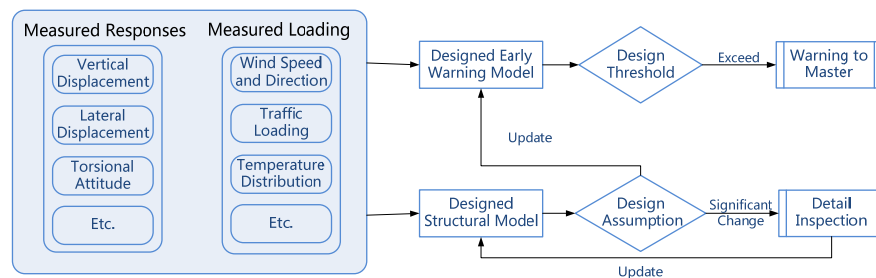 Measured Responses
Vertical
Displacement
Lateral
Displacement
Torsional
Attitude
Etc.
Measured Loading
Wind Speed
and Direction
Traffic
Loading
Temperature
Distribution
Etc.
Designed Early
Warning Model
Design
Threshold
Exceed
Warning to
Master
Update
Designed
Structural Model
Design
Assumption
Significant
Change
Detail
Inspection
Update